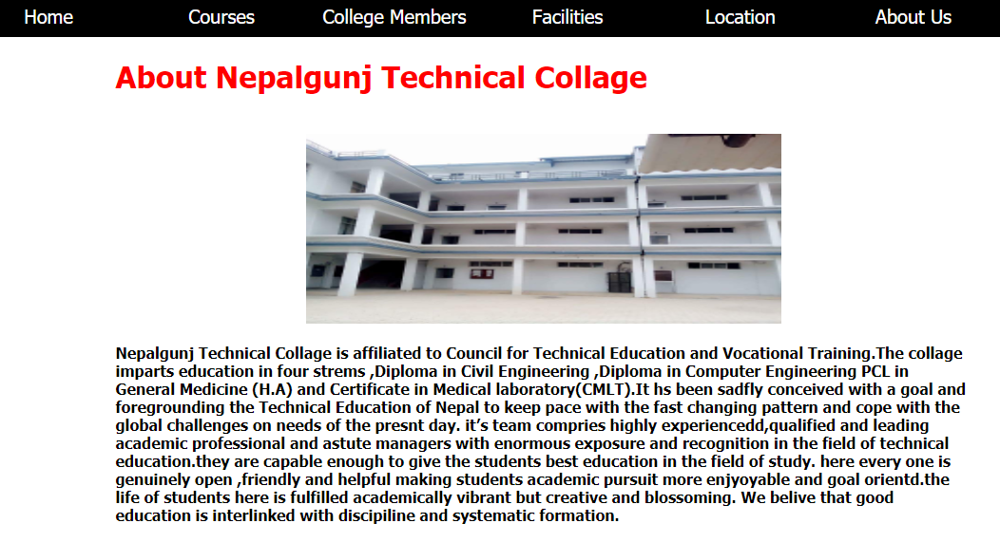 Home Courses College Members Facilities Location About Us
About Nepalgunj Technical Collage
Nepalgunj Technical Collage is affiliated to Council for Technical Education and Vocational Training.The collage
imparts education in four strems ,Diploma in Civil Engineering ,Diploma in Computer Engineering PCL in
General Medicine (H.A) and Certificate in Medical laboratory(CMLT).It hs been sadfly conceived with a goal and
foregrounding the Technical Education of Nepal to keep pace with the fast changing pattern and cope with the
global challenges on needs of the presnt day. it’s team compries highly experiencedd,qualified and leading
academic professional and astute managers with enormous exposure and recognition in the field of technical
education.they are capable enough to give the students best education in the field of study. here every one is
genuinely open ,friendly and helpful making students academic pursuit more enjyoyable and goal orientd.the
life of students here is fulfilled academically vibrant but creative and blossoming. We belive that good
education is interlinked with discipiline and systematic formation.